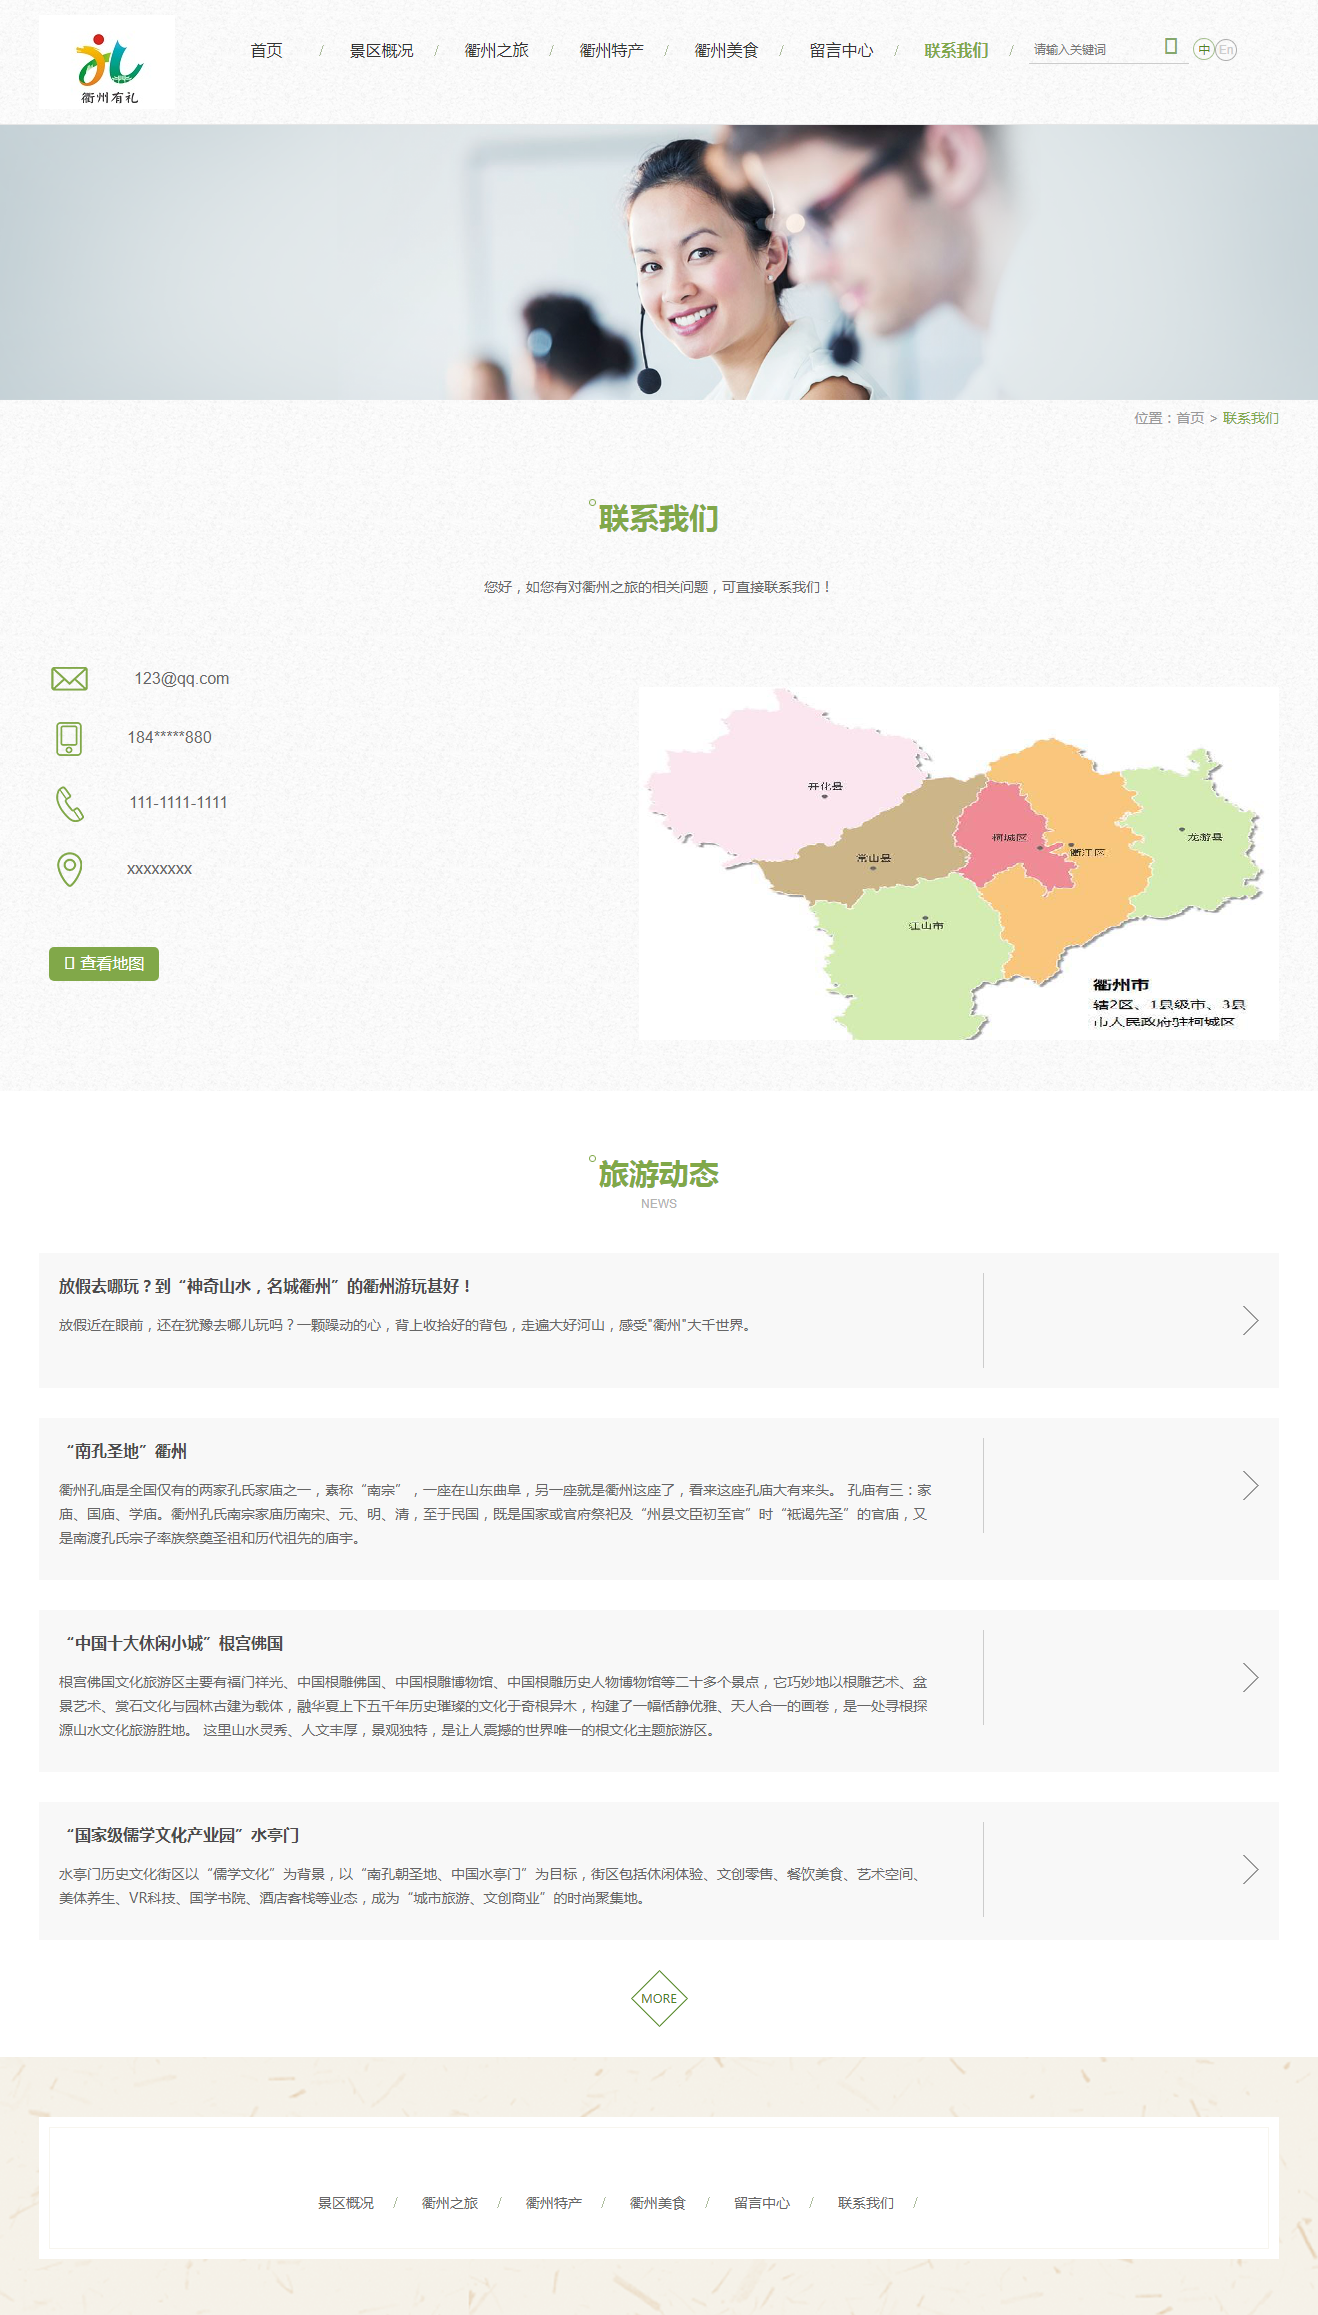 衢州有礼
首页 / 景区概况 / 衢州之旅 / 衢州特产 / 衢州美食 / 留言中心 / 联系我们 / 请输入关键词 中 En
位置：首页 > 联系我们
联系我们
您好，如您有对衢州之旅的相关问题，可直接联系我们！
123@qq.com
184*****880
111-1111-1111
xxxxxxxx
查看地图
开化县
常山县
柯城区
衢江区
龙游县
江山市
衢州市
辖2区、1县级市、3县
市人民政府驻柯城区
旅游动态
NEWS
放假去哪玩？到“神奇山水，名城衢州”的衢州游玩甚好！
放假近在眼前，还在犹豫去哪儿玩吗？一颗躁动的心，背上收拾好的背包，走遍大好河山，感受"衢州"大千世界。
“南孔圣地”衢州
衢州孔庙是全国仅有的两家孔氏家庙之一，素称“南宗”，一座在山东曲阜，另一座就是衢州这座了，看来这座孔庙大有来头。 孔庙有三：家
庙、国庙、学庙。衢州孔氏南宗家庙历南宋、元、明、清，至于民国，既是国家或官府祭祀及“州县文臣初至官”时“祗谒先圣”的官庙，又
是南渡孔氏宗子率族祭奠圣祖和历代祖先的庙宇。
“中国十大休闲小城”根宫佛国
根宫佛国文化旅游区主要有福门祥光、中国根雕佛国、中国根雕博物馆、中国根雕历史人物博物馆等二十多个景点，它巧妙地以根雕艺术、盆
景艺术、赏石文化与园林古建为载体，融华夏上下五千年历史璀璨的文化于奇根异木，构建了一幅恬静优雅、天人合一的画卷，是一处寻根探
源山水文化旅游胜地。 这里山水灵秀、人文丰厚，景观独特，是让人震撼的世界唯一的根文化主题旅游区。
“国家级儒学文化产业园”水亭门
水亭门历史文化街区以“儒学文化”为背景，以“南孔朝圣地、中国水亭门”为目标，街区包括休闲体验、文创零售、餐饮美食、艺术空间、
美体养生、VR科技、国学书院、酒店客栈等业态，成为“城市旅游、文创商业”的时尚聚集地。
MORE
景区概况 / 衢州之旅 / 衢州特产 / 衢州美食 / 留言中心 / 联系我们 /